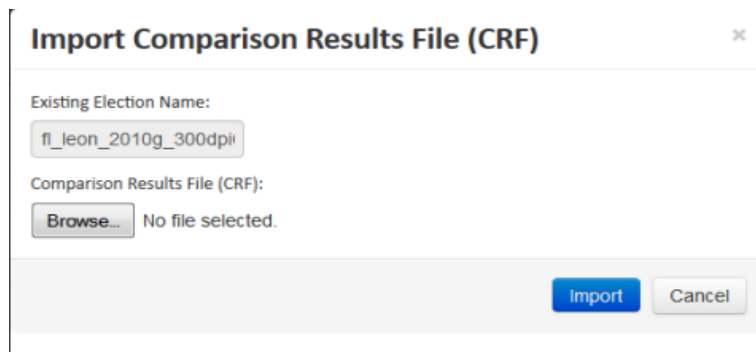 Import Comparison Results File (CRF)
×
Existing Election Name:
fl_leon_2010g_300dpi
Comparison Results File (CRF):
Browse... No file selected.
Import Cancel